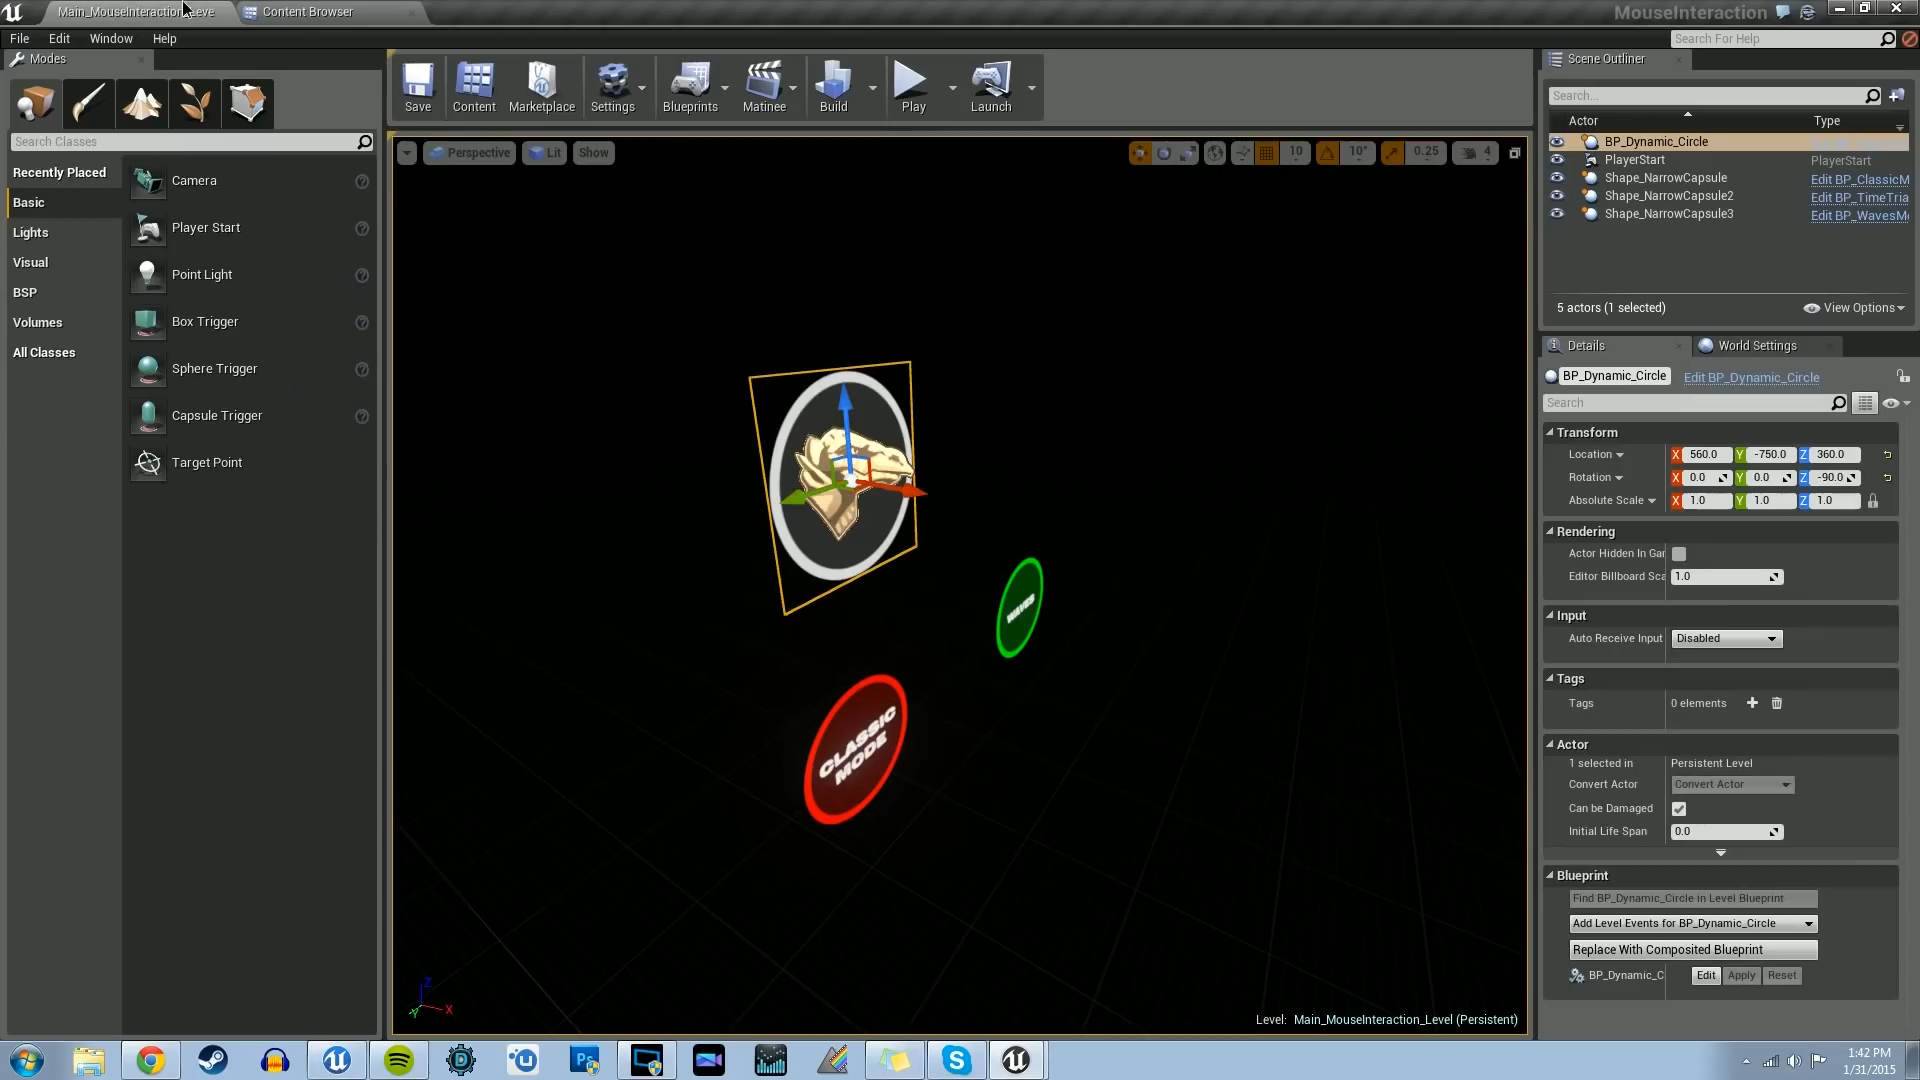 Main_MouseInteraction_Leve
Content Browser
MouseInteraction
File Edit Window Help
Search For Help
Modes
Search Classes
Recently Placed
Basic
Lights
Visual
BSP
Volumes
All Classes
Camera
Player Start
Point Light
Box Trigger
Sphere Trigger
Capsule Trigger
Target Point
Save
Content
Marketplace
Settings
Blueprints
Matinee
Build
Play
Launch
Perspective
Lit
Show
10
10°
0.25
4
WAVES
CLASSIC
MODE
Z
X
Y
Level: Main_MouseInteraction_Level (Persistent)
Scene Outliner
Search...
Actor Type
BP_Dynamic_Circle
PlayerStart PlayerStart
Shape_NarrowCapsule Edit BP_ClassicM
Shape_NarrowCapsule2 Edit BP_TimeTria
Shape_NarrowCapsule3 Edit BP_WavesM
5 actors (1 selected)
View Options
Details
World Settings
BP_Dynamic_Circle Edit BP_Dynamic_Circle
Search
Transform
Location X 560.0 Y -750.0 Z 360.0
Rotation X 0.0 Y 0.0 Z -90.0
Absolute Scale X 1.0 Y 1.0 Z 1.0
Rendering
Actor Hidden In Gar
Editor Billboard Sca 1.0
Input
Auto Receive Input Disabled
Tags
Tags 0 elements
Actor
1 selected in Persistent Level
Convert Actor Convert Actor
Can be Damaged
Initial Life Span 0.0
Blueprint
Find BP_Dynamic_Circle in Level Blueprint
Add Level Events for BP_Dynamic_Circle
Replace With Composited Blueprint
BP_Dynamic_C Edit Apply Reset
Ps
1:42 PM
1/31/2015